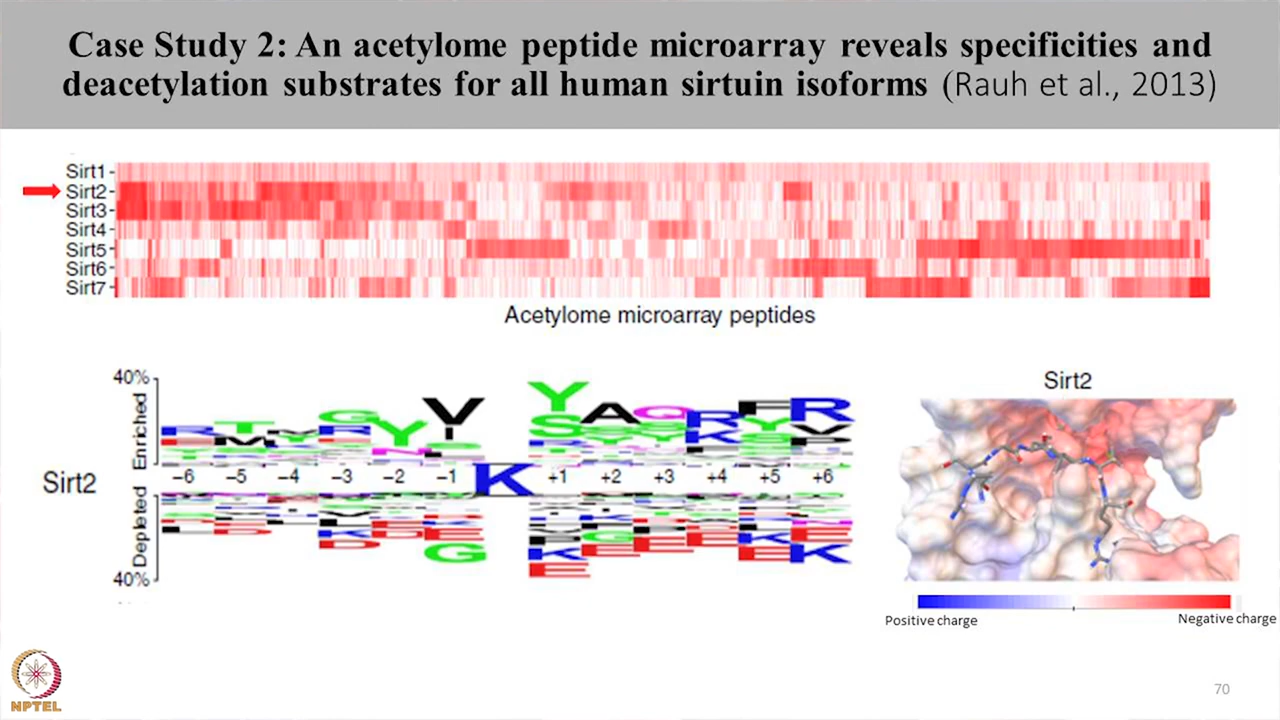 Case Study 2: An acetylome peptide microarray reveals specificities and
deacetylation substrates for all human sirtuin isoforms (Rauh et al., 2013)
Sirt1
Sirt2
Sirt3
Sirt4
Sirt5
Sirt6
Sirt7
Acetylome microarray peptides
40%
Enriched
Sirt2
−6 −5 −4 −3 −2 −1 K +1 +2 +3 +4 +5 +6
Depleted
40%
Sirt2
Positive charge
Negative charge
NPTEL
70